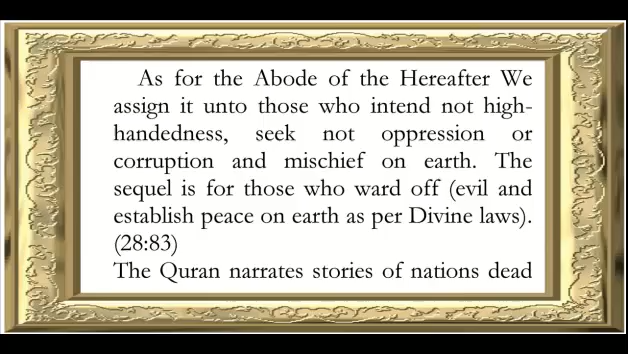 As for the Abode of the Hereafter We
assign it unto those who intend not high-
handedness, seek not oppression or
corruption and mischief on earth. The
sequel is for those who ward off (evil and
establish peace on earth as per Divine laws).
(28:83)
The Quran narrates stories of nations dead